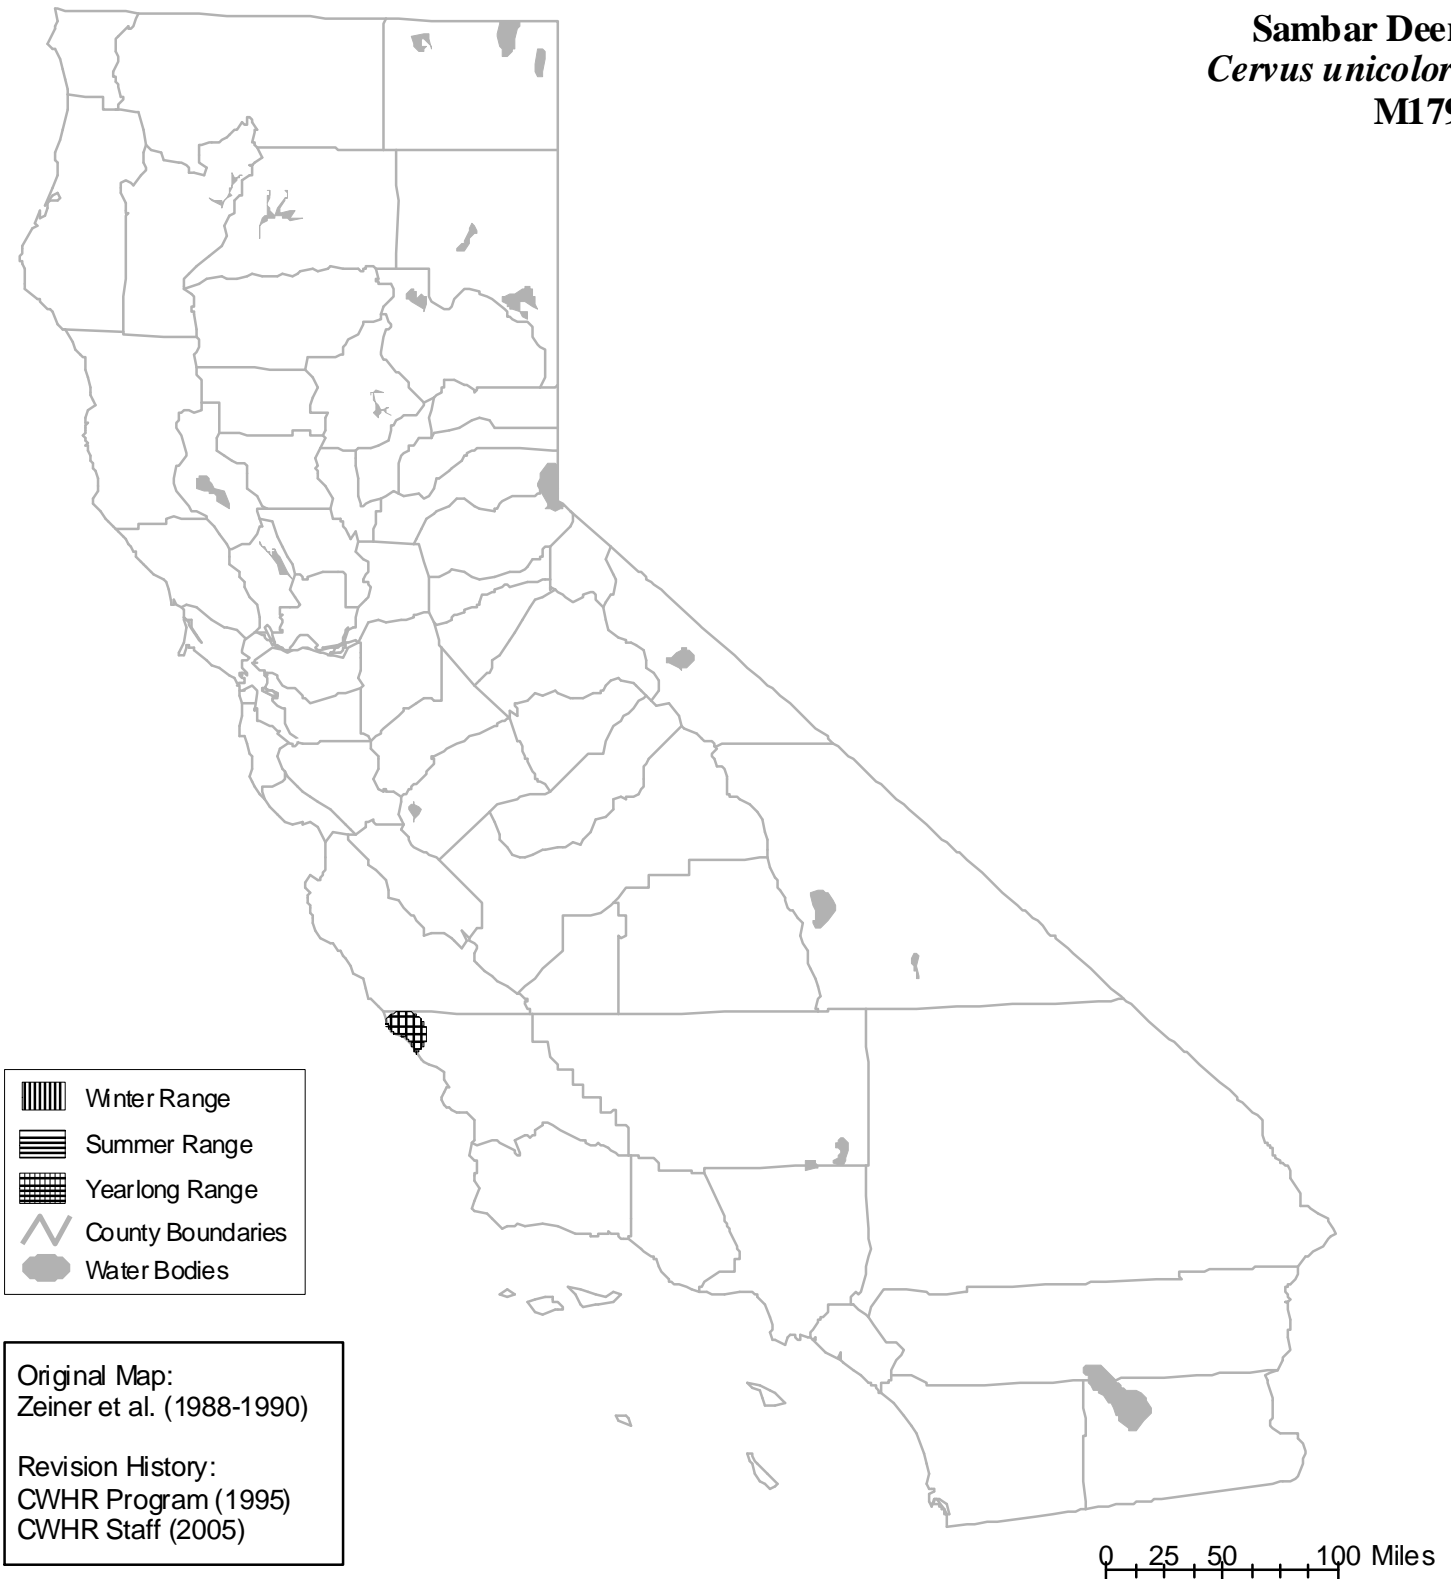 Sambar Deer
Cervus unicolor
M179
Winter Range
Summer Range
Yearlong Range
County Boundaries
Water Bodies
Original Map:
Zeiner et al. (1988-1990)
Revision History:
CWHR Program (1995)
CWHR Staff (2005)
0 25 50 100 Miles